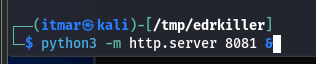 ┌──(itmar㉿kali)-[/tmp/edrkiller]
└─$ python3 -m http.server 8081 &